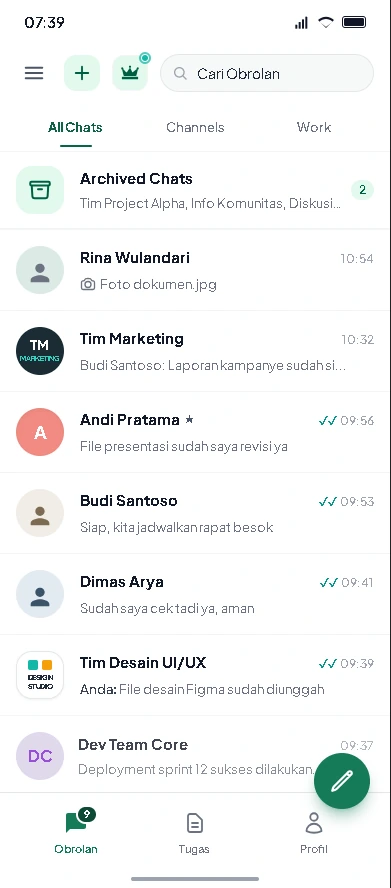 07:39
Cari Obrolan
All Chats
Channels
Work
Archived Chats
Tim Project Alpha, Info Komunitas, Diskusi...
2
Rina Wulandari
10:54
Foto dokumen.jpg
TM
MARKETING
Tim Marketing
10:32
Budi Santoso: Laporan kampanye sudah si...
A
Andi Pratama ★
09:56
File presentasi sudah saya revisi ya
Budi Santoso
09:53
Siap, kita jadwalkan rapat besok
Dimas Arya
09:41
Sudah saya cek tadi ya, aman
DESIGN
STUDIO
Tim Desain UI/UX
09:39
Anda: File desain Figma sudah diunggah
DC
Dev Team Core
09:37
Deployment sprint 12 sukses dilakukan.
9
Obrolan
Tugas
Profil